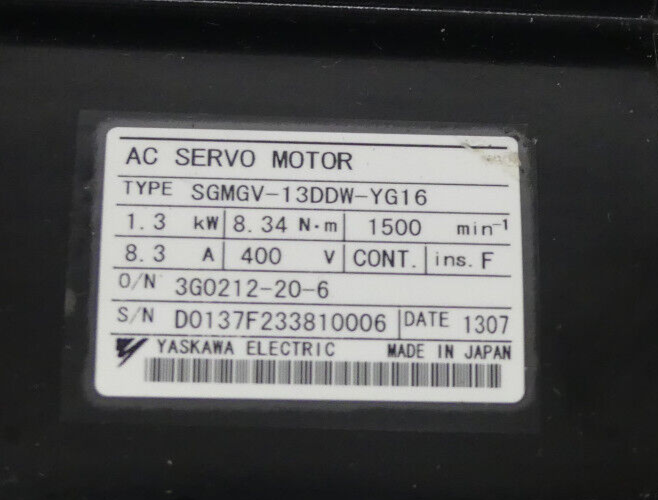 AC SERVO MOTOR
TYPE SGMGV-13DDW-YG16
1.3 kW 8.34 N·m 1500 min⁻¹
8.3 A 400 V CONT. ins. F
O/N 3G0212-20-6
S/N D0137F233810006 DATE 1307
YASKAWA ELECTRIC MADE IN JAPAN